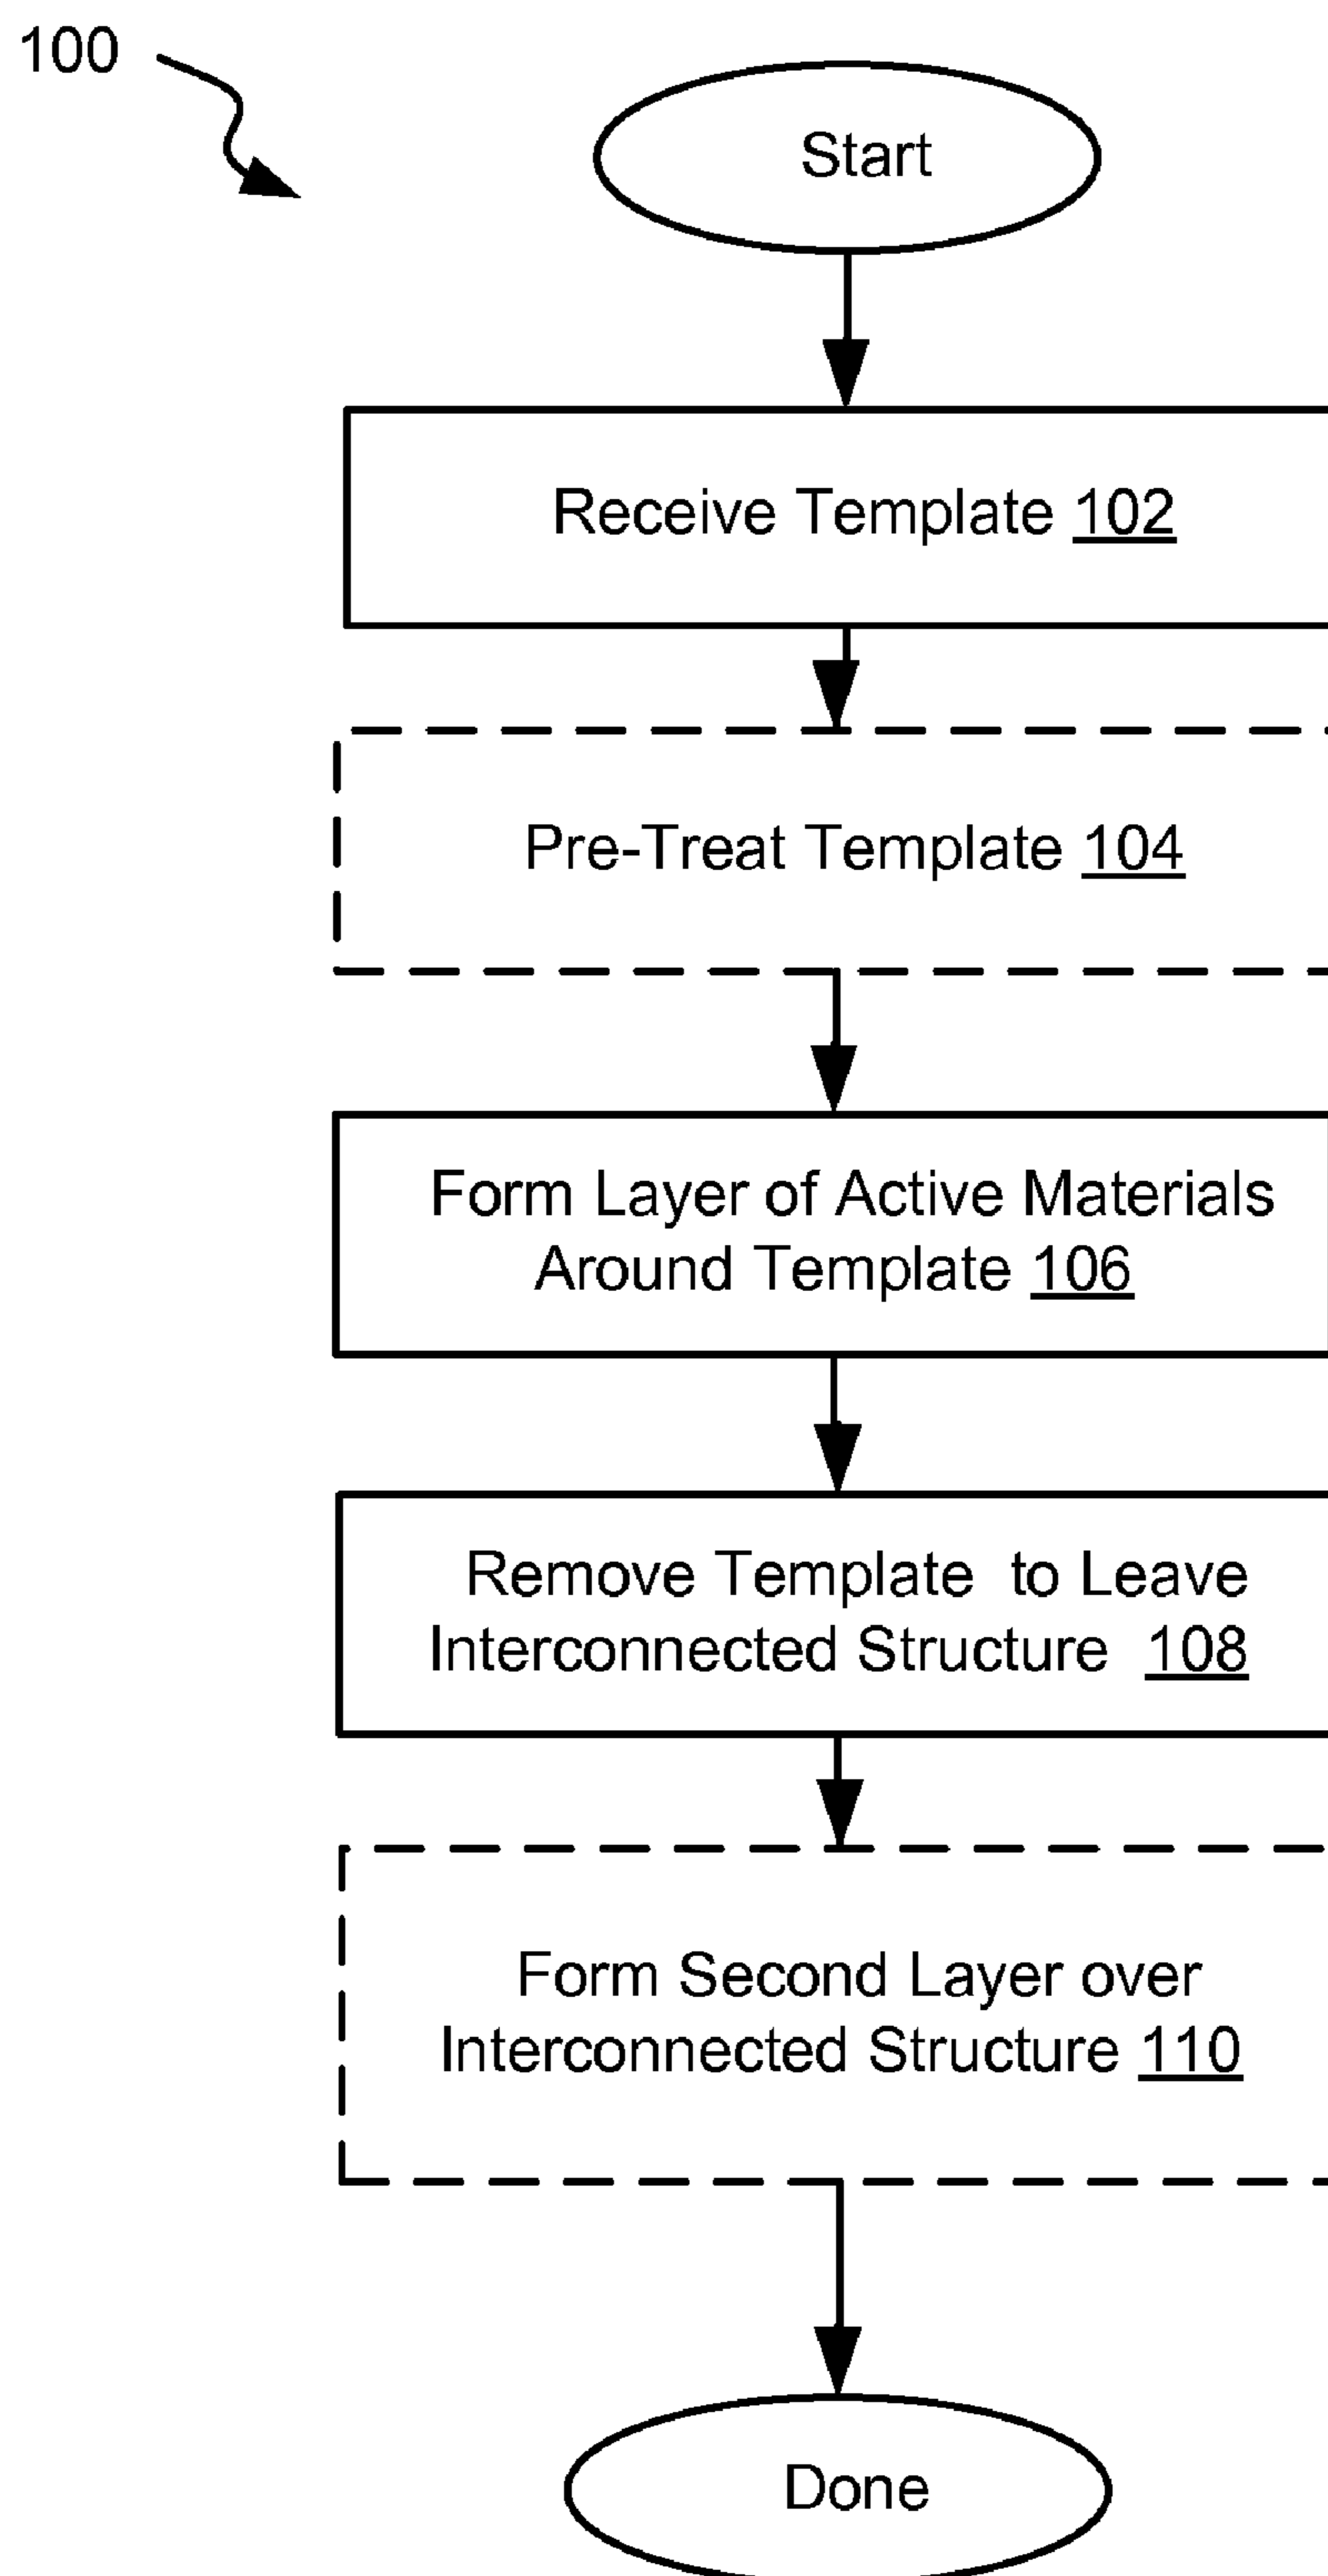 100
Start
Receive Template 102
Pre-Treat Template 104
Form Layer of Active Materials
Around Template 106
Remove Template to Leave
Interconnected Structure 108
Form Second Layer over
Interconnected Structure 110
Done